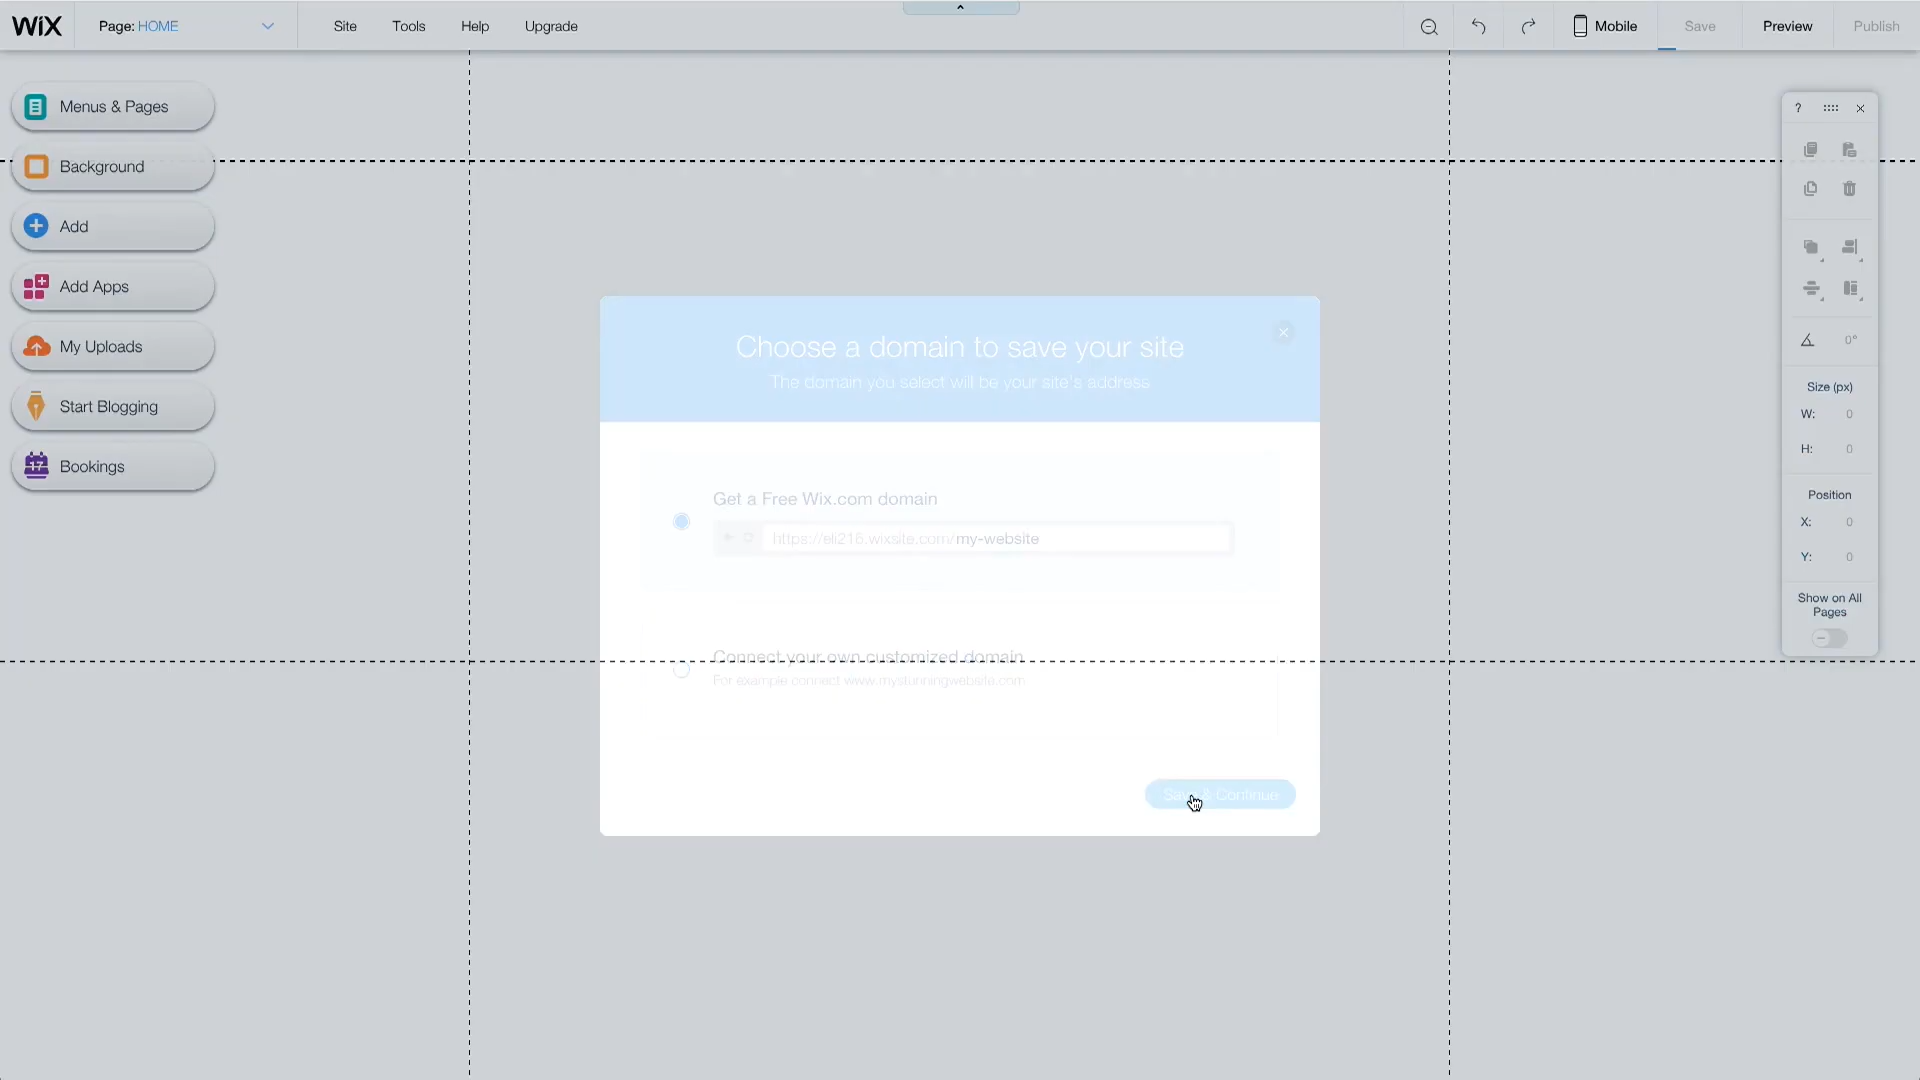 WIX
Page: HOME
Site
Tools
Help
Upgrade
Mobile
Save
Preview
Publish
Menus & Pages
Background
Add
Add Apps
My Uploads
Start Blogging
17
Bookings
Choose a domain to save your site
The domain you select will be your site's address
Get a Free Wix.com domain
https://eli216.wixsite.com/my-website
Connect your own customized domain
For example connect www.mystunningwebsite.com
Save & Continue
?
0°
Size (px)
W: 0
H: 0
Position
X: 0
Y: 0
Show on All
Pages